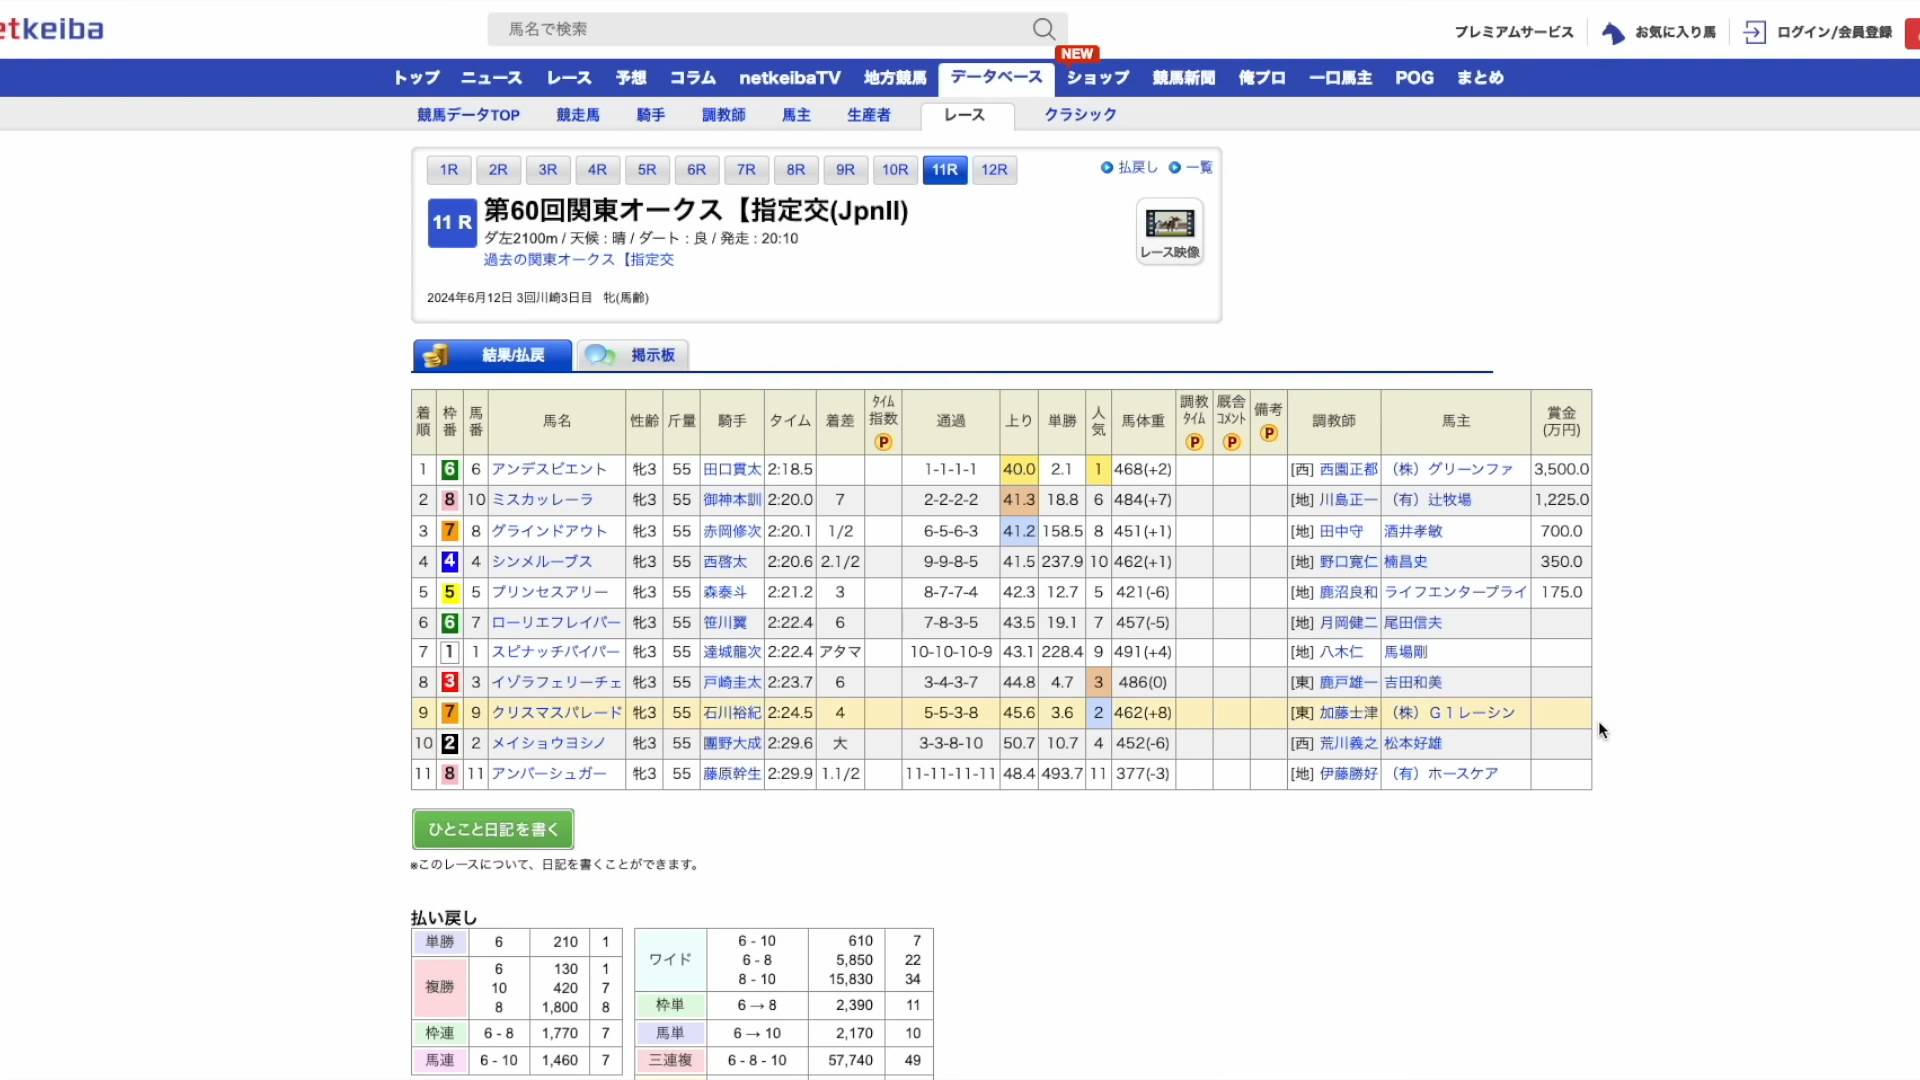 etkeiba
馬名で検索
プレミアムサービス
お気に入り馬
ログイン/会員登録
NEW
トップ ニュース レース 予想 コラム netkeibaTV 地方競馬 データベース ショップ 競馬新聞 俺プロ 一口馬主 POG まとめ
競馬データTOP 競走馬 騎手 調教師 馬主 生産者 レース クラシック
1R 2R 3R 4R 5R 6R 7R 8R 9R 10R 11R 12R
払戻し 一覧
11 R
第60回関東オークス【指定交(JpnII)
ダ左2100m / 天候 : 晴 / ダート : 良 / 発走 : 20:10
過去の関東オークス【指定交
レース映像
2024年6月12日 3回川崎3日目 牝(馬齢)
結果/払戻 掲示板
着順 枠番 馬番 馬名 性齢 斤量 騎手 タイム 着差 ﾀｲﾑ指数 P 通過 上り 単勝 人気 馬体重 調教ﾀｲﾑ P 厩舎ｺﾒﾝﾄ P 備考 P 調教師 馬主 賞金(万円)
1 6 6 アンデスビエント 牝3 55 田口貫太 2:18.5 1-1-1-1 40.0 2.1 1 468(+2) [西] 西園正都 （株）グリーンファ 3,500.0
2 8 10 ミスカッレーラ 牝3 55 御神本訓 2:20.0 7 2-2-2-2 41.3 18.8 6 484(+7) [地] 川島正一 （有）辻牧場 1,225.0
3 7 8 グラインドアウト 牝3 55 赤岡修次 2:20.1 1/2 6-5-6-3 41.2 158.5 8 451(+1) [地] 田中守 酒井孝敏 700.0
4 4 4 シンメルーブス 牝3 55 西啓太 2:20.6 2.1/2 9-9-8-5 41.5 237.9 10 462(+1) [地] 野口寛仁 楠昌史 350.0
5 5 5 プリンセスアリー 牝3 55 森泰斗 2:21.2 3 8-7-7-4 42.3 12.7 5 421(-6) [地] 鹿沼良和 ライフエンタープライ 175.0
6 6 7 ローリエフレイバー 牝3 55 笹川翼 2:22.4 6 7-8-3-5 43.5 19.1 7 457(-5) [地] 月岡健二 尾田信夫
7 1 1 スピナッチバイパー 牝3 55 達城龍次 2:22.4 アタマ 10-10-10-9 43.1 228.4 9 491(+4) [地] 八木仁 馬場剛
8 3 3 イゾラフェリーチェ 牝3 55 戸崎圭太 2:23.7 6 3-4-3-7 44.8 4.7 3 486(0) [東] 鹿戸雄一 吉田和美
9 7 9 クリスマスパレード 牝3 55 石川裕紀 2:24.5 4 5-5-3-8 45.6 3.6 2 462(+8) [東] 加藤士津 （株）Ｇ１レーシン
10 2 2 メイショウヨシノ 牝3 55 團野大成 2:29.6 大 3-3-8-10 50.7 10.7 4 452(-6) [西] 荒川義之 松本好雄
11 8 11 アンバーシュガー 牝3 55 藤原幹生 2:29.9 1.1/2 11-11-11-11 48.4 493.7 11 377(-3) [地] 伊藤勝好 （有）ホースケア
ひとこと日記を書く
※このレースについて、日記を書くことができます。
払い戻し
単勝 6 210 1
複勝 6 130 1
10 420 7
8 1,800 8
枠連 6 - 8 1,770 7
馬連 6 - 10 1,460 7
ワイド 6 - 10 610 7
6 - 8 5,850 22
8 - 10 15,830 34
枠単 6 → 8 2,390 11
馬単 6 → 10 2,170 10
三連複 6 - 8 - 10 57,740 49